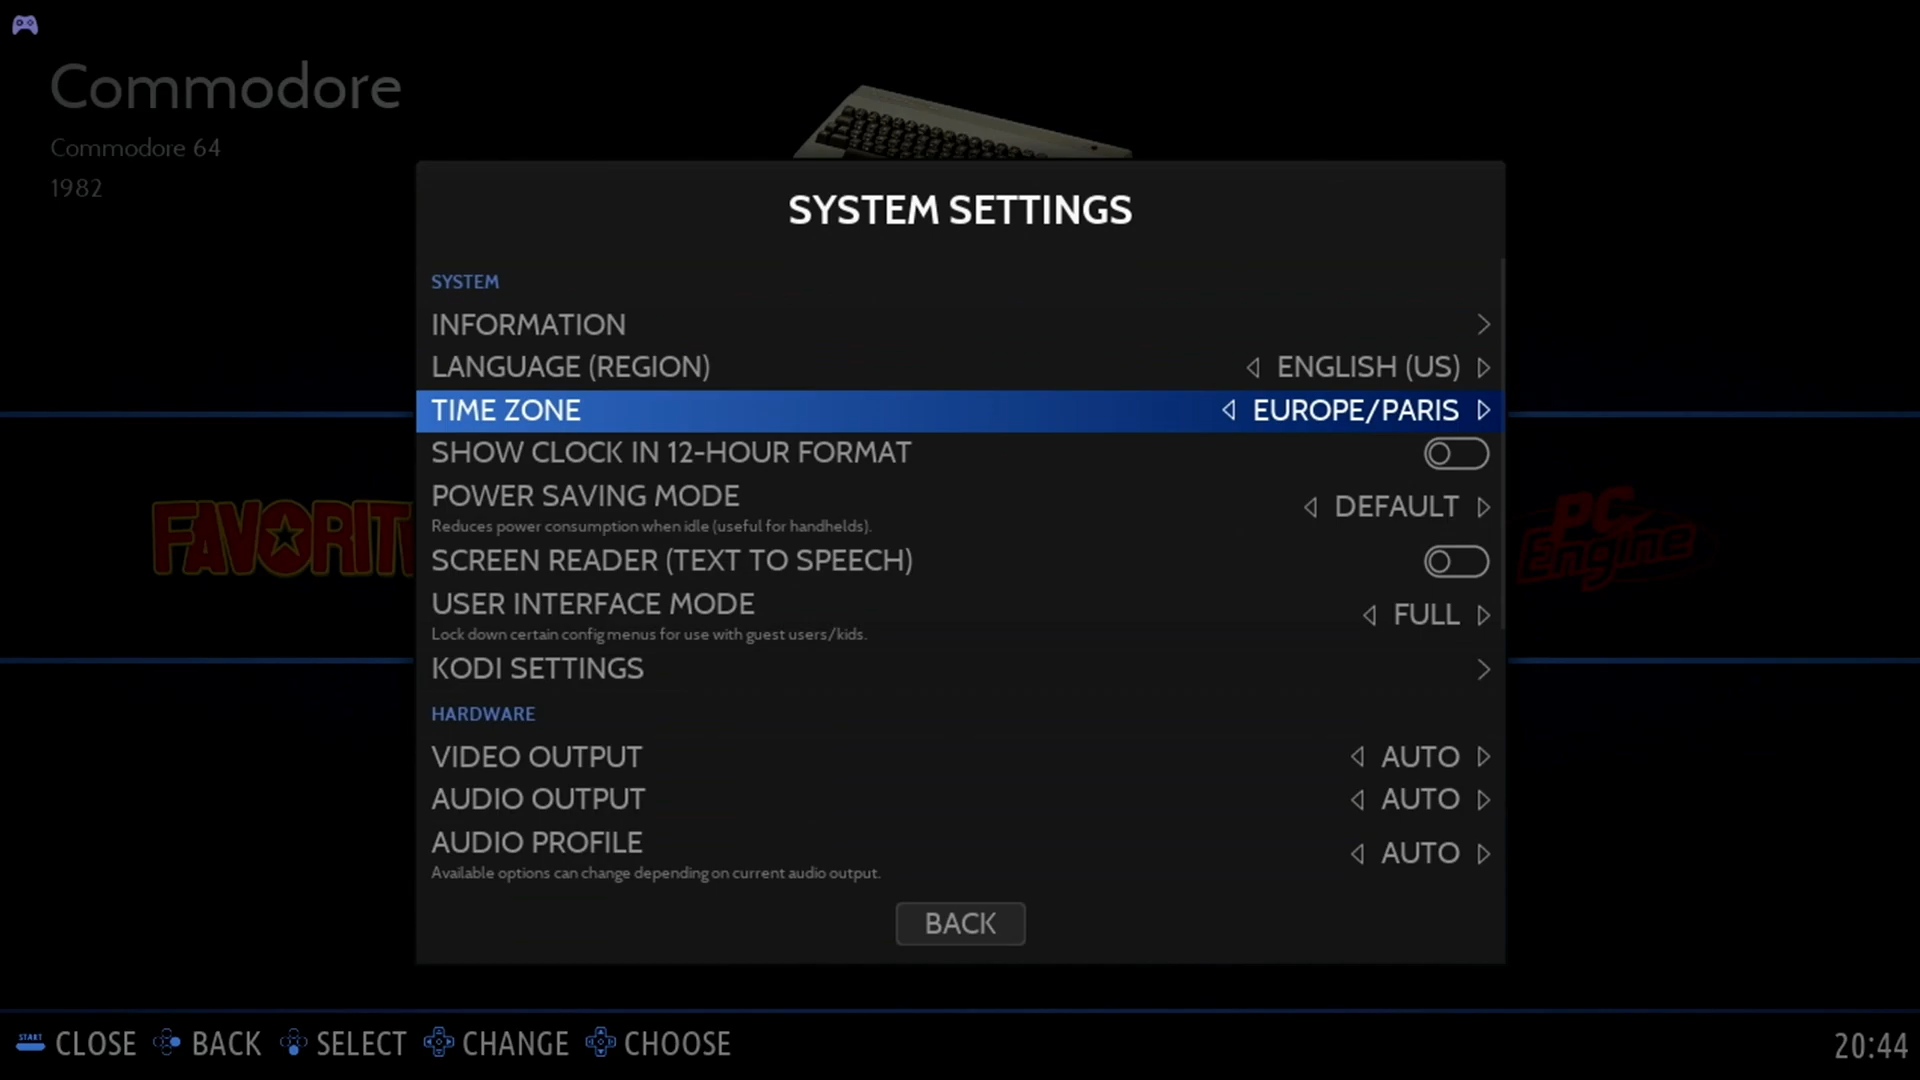 Commodore
Commodore 64
1982
SYSTEM SETTINGS
SYSTEM
INFORMATION
LANGUAGE (REGION) ENGLISH (US)
TIME ZONE EUROPE/PARIS
SHOW CLOCK IN 12-HOUR FORMAT
POWER SAVING MODE DEFAULT
Reduces power consumption when idle (useful for handhelds).
SCREEN READER (TEXT TO SPEECH)
USER INTERFACE MODE FULL
Lock down certain config menus for use with guest users/kids.
KODI SETTINGS
HARDWARE
VIDEO OUTPUT AUTO
AUDIO OUTPUT AUTO
AUDIO PROFILE AUTO
Available options can change depending on current audio output.
BACK
FAVORIT
PC
Engine
START CLOSE BACK SELECT CHANGE CHOOSE 20:44